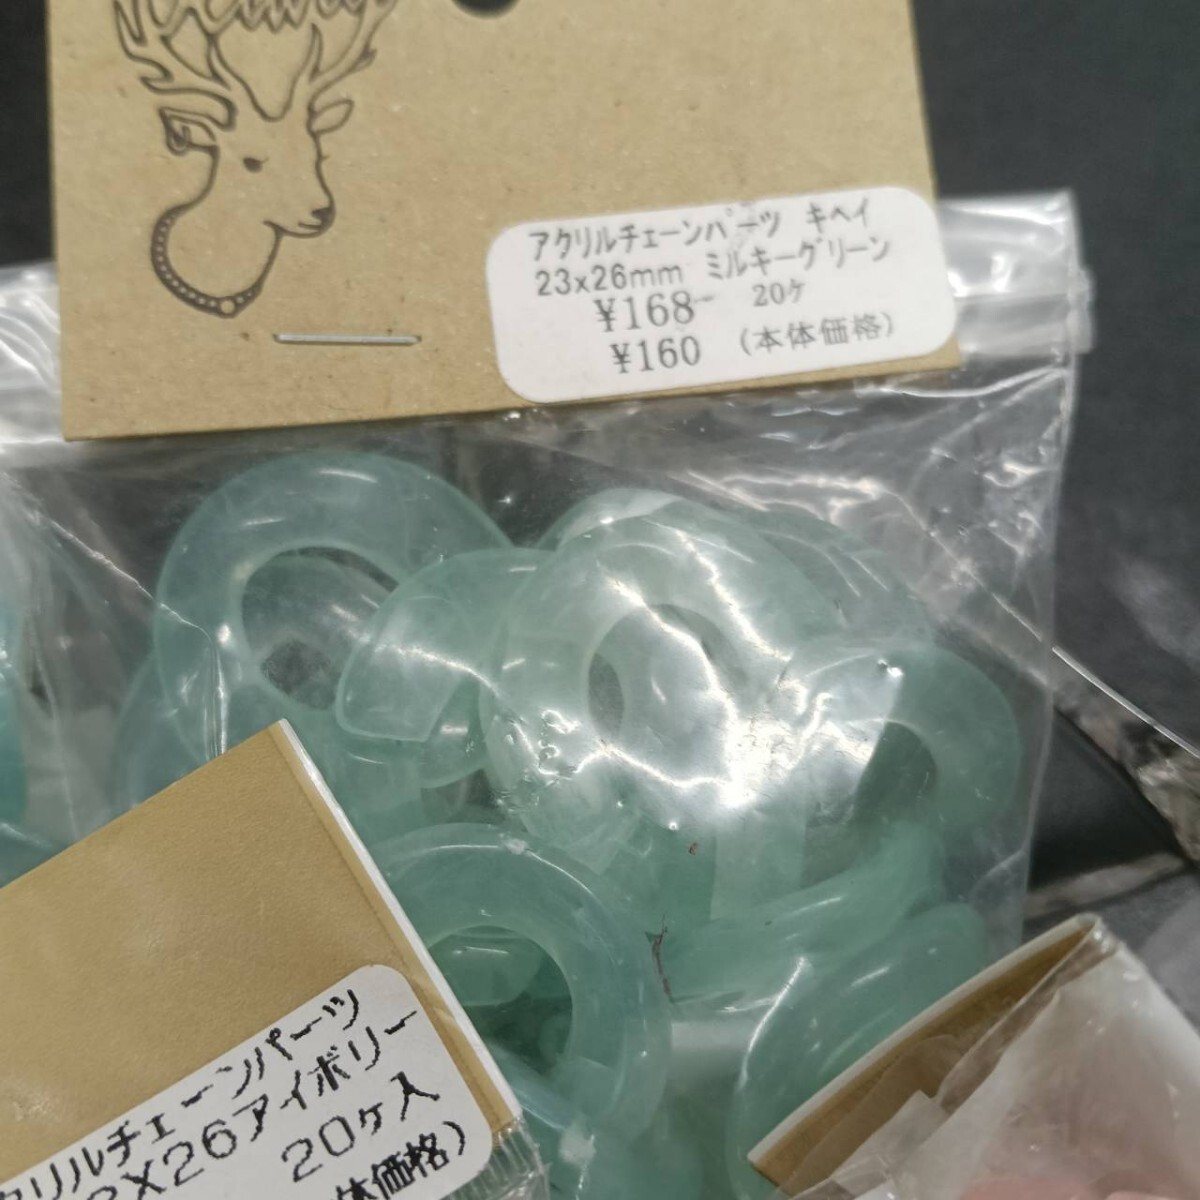 アクリルチェーンパーツ キヘイ
23x26mm ミルキーグリーン
¥168- 20ケ
¥160 (本体価格)
クリルチェーンパーツ
X26アイボリー
20ケ入
体価格)